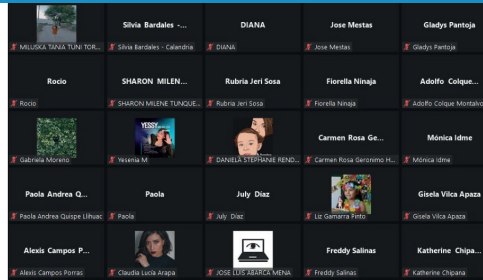 Silvia Bardales -...
DIANA
Jose Mestas
Gladys Pantoja
MILUSKA TANIA TUNI TOR...
Silvia Bardales - Calandria
DIANA
Jose Mestas
Gladys Pantoja
Rocio
SHARON MILEN...
Rubria Jeri Sosa
Fiorella Ninaja
Adolfo Colque...
Rocio
SHARON MILENE TUNQUE...
Rubria Jeri Sosa
Fiorella Ninaja
Adolfo Colque Montalvo
YESSY
Carmen Rosa Ge...
Mónica Idme
Gabriela Moreno
Yesenia M
DANIELA STEPHANIE REND...
Carmen Rosa Geronimo H...
Mónica Idme
Paola Andrea Q...
Paola
July Díaz
Gisela Vilca Apaza
Paola Andrea Quispe Llihuac
Paola
July Díaz
Liz Gamarra Pinto
Gisela Vilca Apaza
Alexis Campos P...
Freddy Salinas
Katherine Chipa...
Alexis Campos Porras
Claudia Lucía Arapa
JOSE LUIS ABARCA MENA
Freddy Salinas
Katherine Chipana